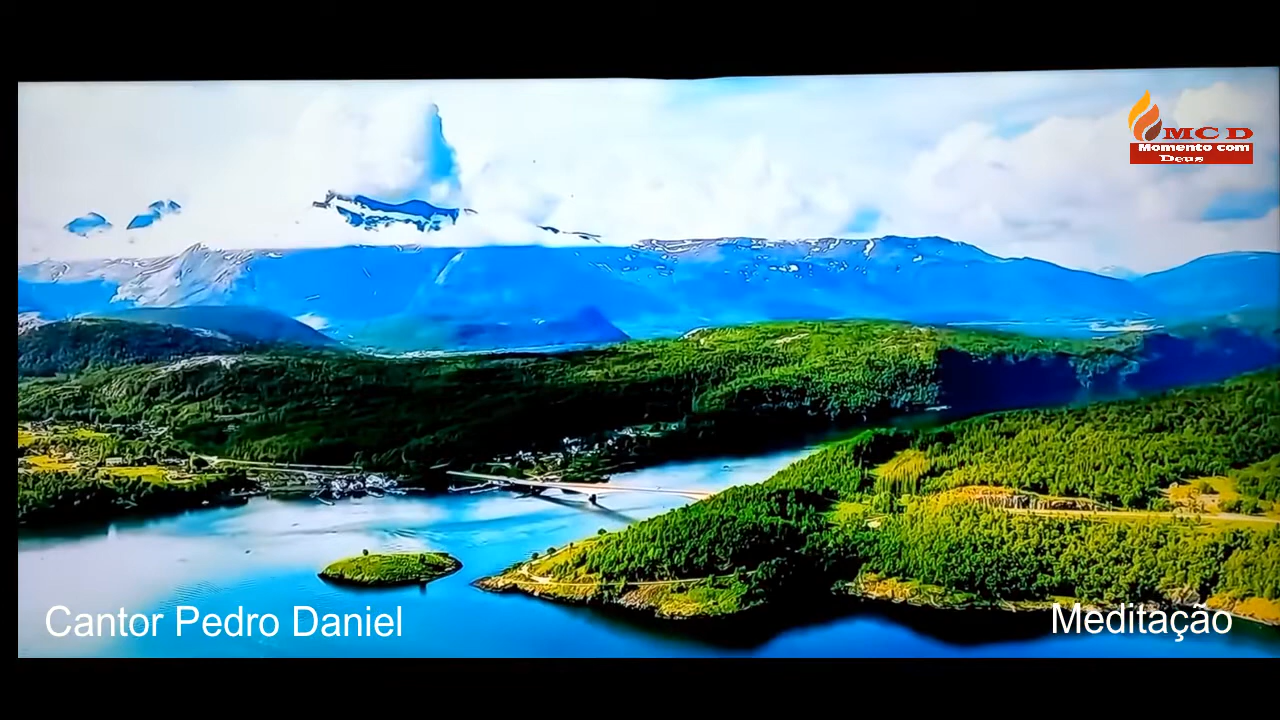 MCD
Momento com
Deus
Cantor Pedro Daniel
Meditação